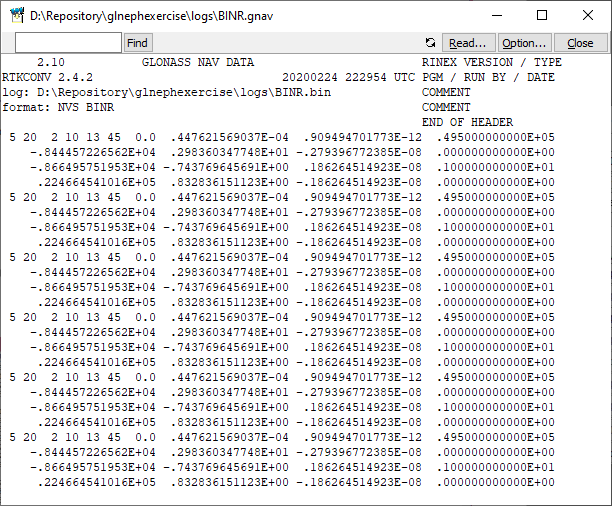 D:\Repository\glnephexercise\logs\BINR.gnav
Find Read... Option... Close
2.10 GLONASS NAV DATA RINEX VERSION / TYPE
RTKCONV 2.4.2 20200224 222954 UTC PGM / RUN BY / DATE
log: D:\Repository\glnephexercise\logs\BINR.bin COMMENT
format: NVS BINR COMMENT
END OF HEADER
5 20 2 10 13 45 0.0 .447621569037E-04 .909494701773E-12 .495000000000E+05
-.844457226562E+04 .298360347748E+01 -.279396772385E-08 .000000000000E+00
-.866495751953E+04 -.743769645691E+00 .186264514923E-08 .100000000000E+01
.224664541016E+05 .832836151123E+00 -.186264514923E-08 .000000000000E+00
5 20 2 10 13 45 0.0 .447621569037E-04 .909494701773E-12 .495000000000E+05
-.844457226562E+04 .298360347748E+01 -.279396772385E-08 .000000000000E+00
-.866495751953E+04 -.743769645691E+00 .186264514923E-08 .100000000000E+01
.224664541016E+05 .832836151123E+00 -.186264514923E-08 .000000000000E+00
5 20 2 10 13 45 0.0 .447621569037E-04 .909494701773E-12 .495000000000E+05
-.844457226562E+04 .298360347748E+01 -.279396772385E-08 .000000000000E+00
-.866495751953E+04 -.743769645691E+00 .186264514923E-08 .100000000000E+01
.224664541016E+05 .832836151123E+00 -.186264514923E-08 .000000000000E+00
5 20 2 10 13 45 0.0 .447621569037E-04 .909494701773E-12 .495000000000E+05
-.844457226562E+04 .298360347748E+01 -.279396772385E-08 .000000000000E+00
-.866495751953E+04 -.743769645691E+00 .186264514923E-08 .100000000000E+01
.224664541016E+05 .832836151123E+00 -.186264514923E-08 .000000000000E+00
5 20 2 10 13 45 0.0 .447621569037E-04 .909494701773E-12 .495000000000E+05
-.844457226562E+04 .298360347748E+01 -.279396772385E-08 .000000000000E+00
-.866495751953E+04 -.743769645691E+00 .186264514923E-08 .100000000000E+01
.224664541016E+05 .832836151123E+00 -.186264514923E-08 .000000000000E+00
5 20 2 10 13 45 0.0 .447621569037E-04 .909494701773E-12 .495000000000E+05
-.844457226562E+04 .298360347748E+01 -.279396772385E-08 .000000000000E+00
-.866495751953E+04 -.743769645691E+00 .186264514923E-08 .100000000000E+01
.224664541016E+05 .832836151123E+00 -.186264514923E-08 .000000000000E+00